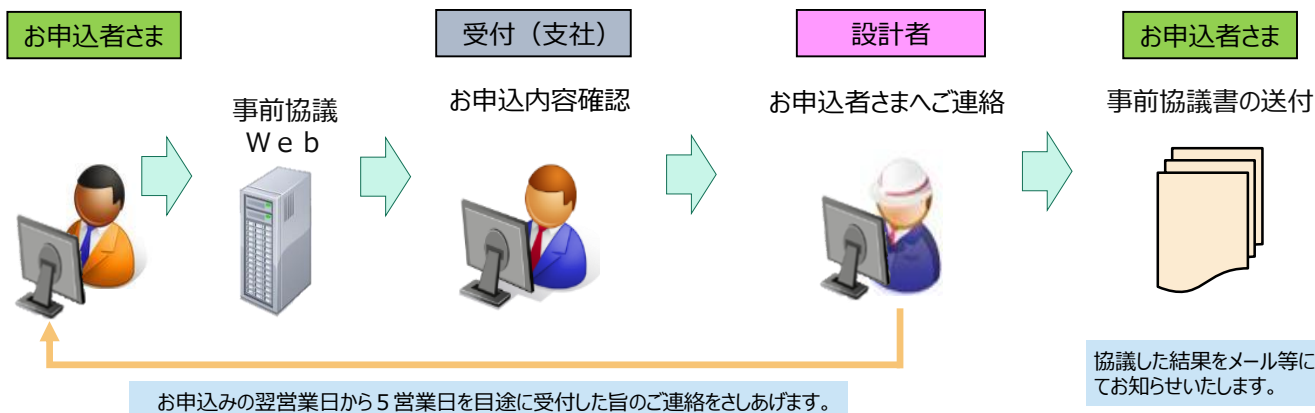 お申込者さま
受付（支社）
設計者
お申込者さま
事前協議
Ｗｅｂ
お申込内容確認
お申込者さまへご連絡
事前協議書の送付
お申込みの翌営業日から５営業日を目途に受付した旨のご連絡をさしあげます。
協議した結果をメール等に
てお知らせいたします。